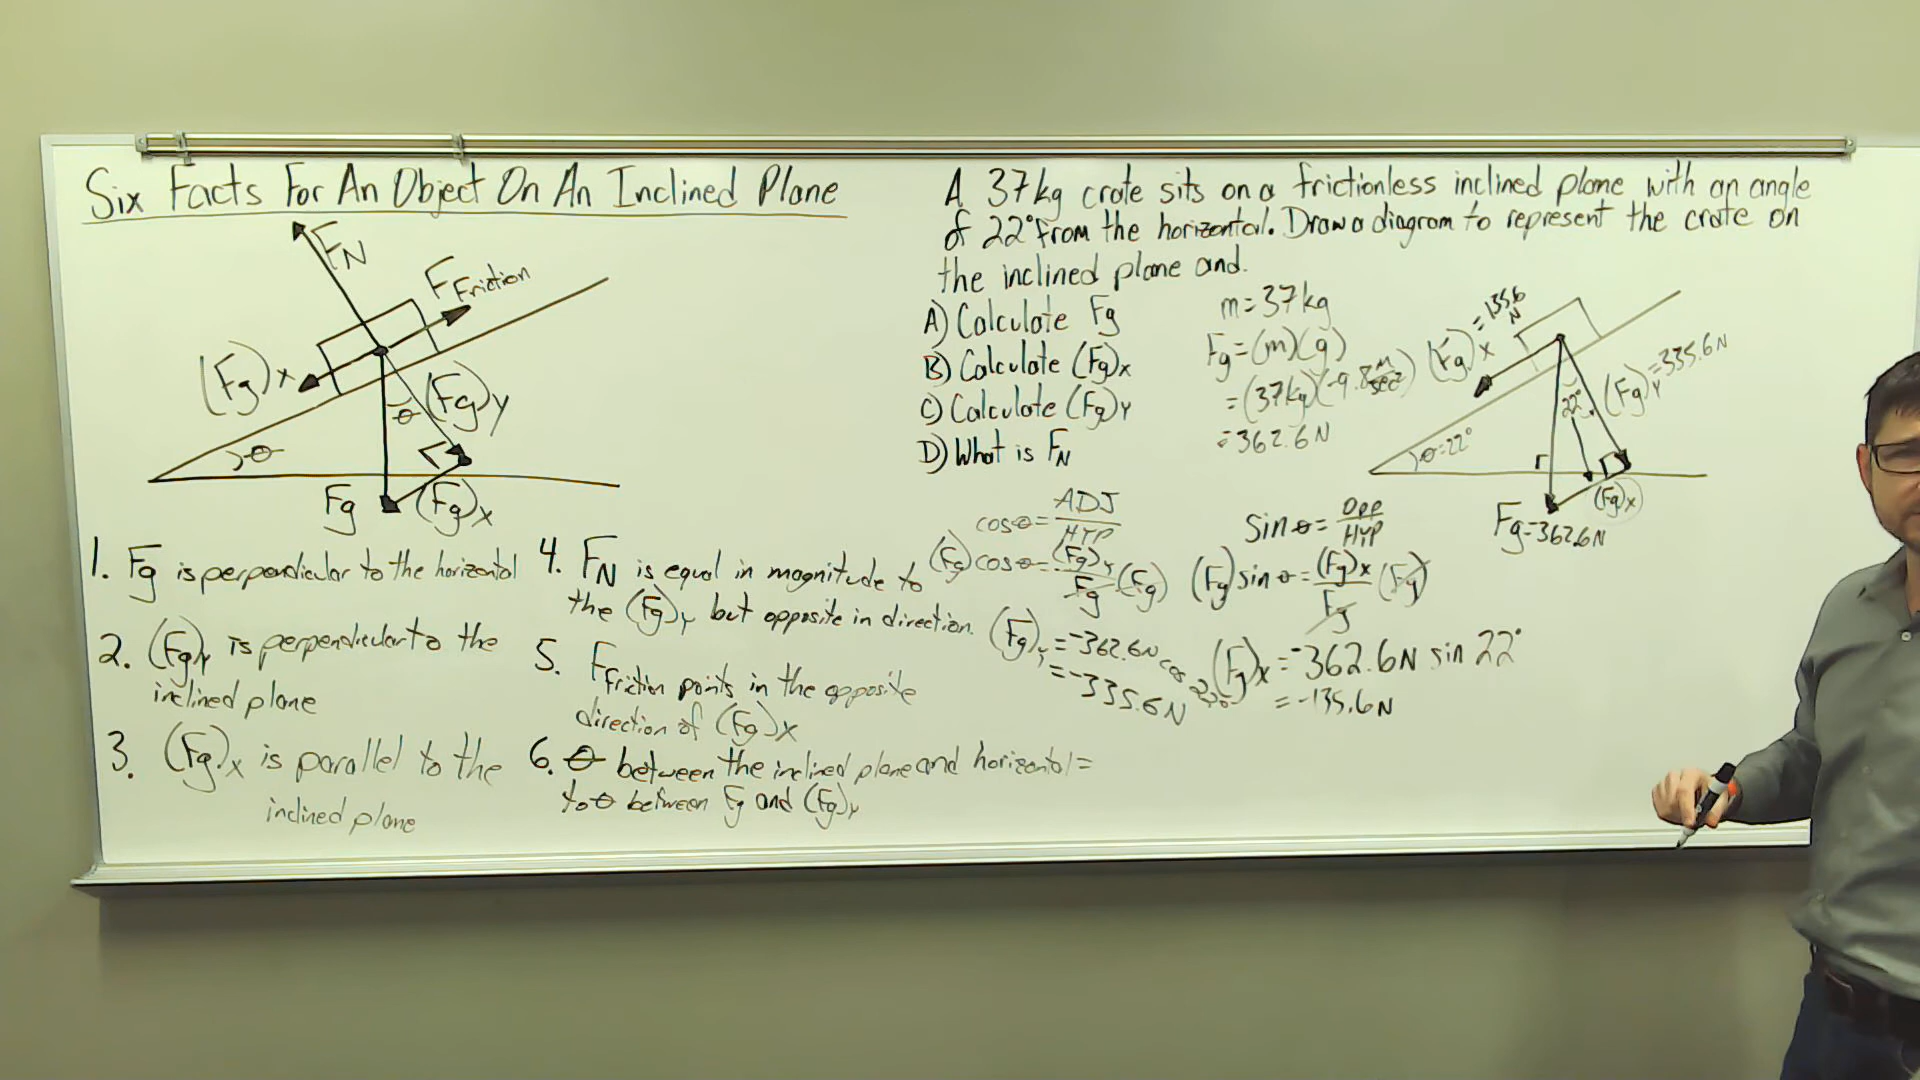 Six Facts For An Object On An Inclined Plane
FN
F Friction
(Fg)x
(Fg)y
θ
θ
Fg
(Fg)x
1. Fg is perpendicular to the horizontal
2. (Fg)y is perpendicular to the
inclined plane
3. (Fg)x is parallel to the
inclined plane
4. FN is equal in magnitude to
the (Fg)y but opposite in direction.
5. F friction points in the opposite
direction of (Fg)x
6. θ between the inclined plane and horizontal =
to θ between Fg and (Fg)y
A 37kg crate sits on a frictionless inclined plane with an angle
of 22° from the horizontal. Draw a diagram to represent the crate on
the inclined plane and.
A) Calculate Fg
B) Calculate (Fg)x
C) Calculate (Fg)y
D) What is FN
m=37kg
Fg=(m)(g)
=(37kg)(-9.8 m/sec²)
=362.6N
(Fg)x = 135.6 N
(Fg)y = 335.6N
22°
θ=22°
(Fg)x
Fg=362.6N
cosθ= ADJ/HYP
(Fg)cosθ= (Fg)y/Fg (Fg)
(Fg)y = -362.6N cos 22°
= -335.6N
sinθ= OPP/HYP
(Fg)sinθ= (Fg)x/Fg (Fg)
(Fg)x = -362.6N sin 22°
= -135.6N